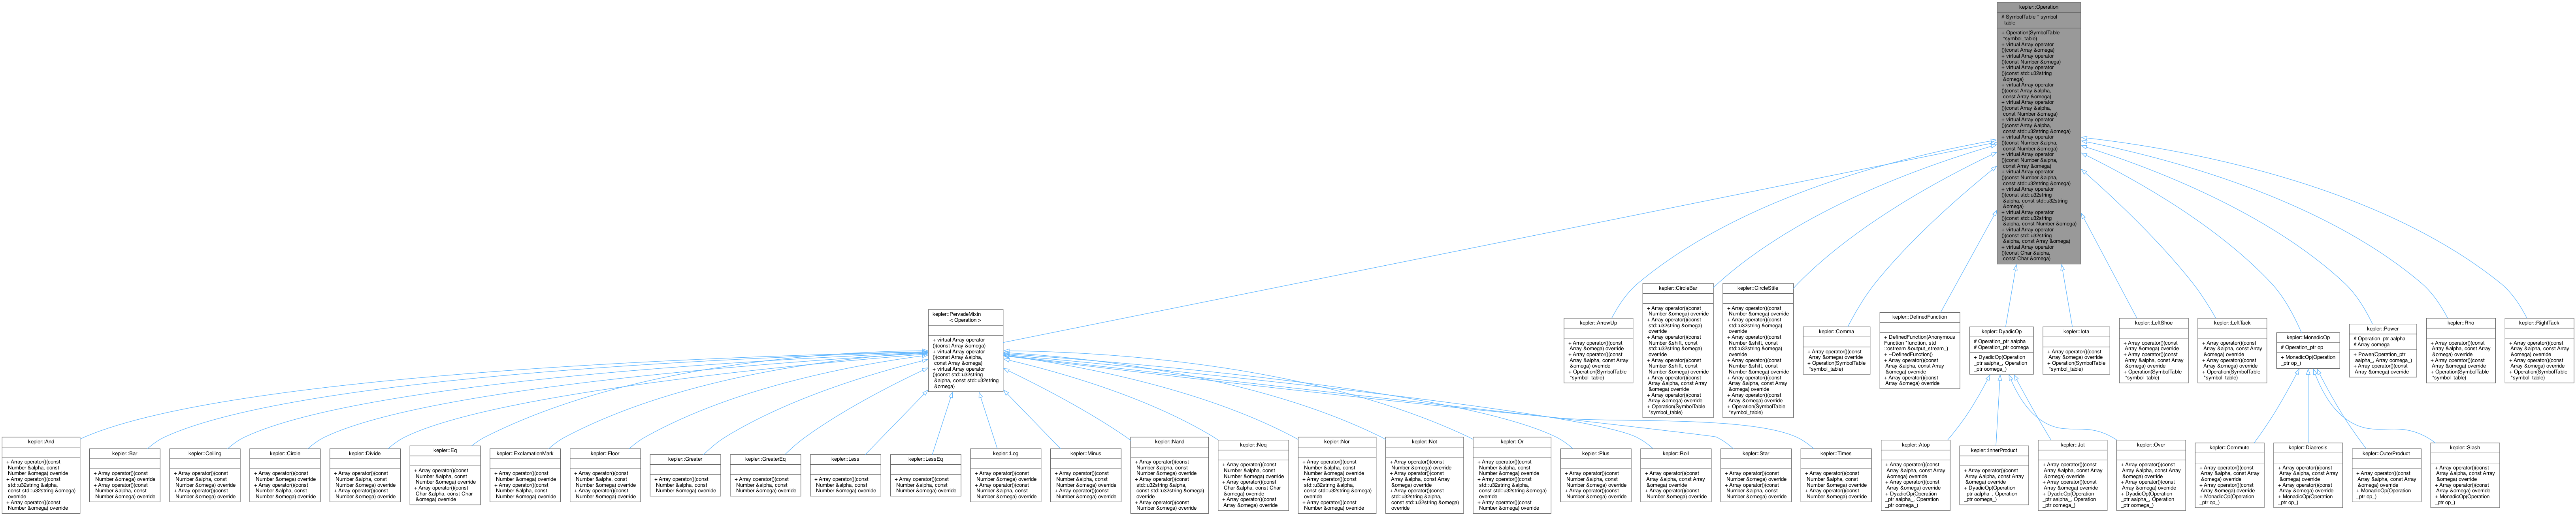 kepler::Operation
# SymbolTable * symbol
_table
+ Operation(SymbolTable
*symbol_table)
+ virtual Array operator
()(const Array &omega)
+ virtual Array operator
()(const Number &omega)
+ virtual Array operator
()(const std::u32string
&omega)
+ virtual Array operator
()(const Array &alpha,
const Array &omega)
+ virtual Array operator
()(const Array &alpha,
const Number &omega)
+ virtual Array operator
()(const Array &alpha,
const std::u32string &omega)
+ virtual Array operator
()(const Number &alpha,
const Number &omega)
+ virtual Array operator
()(const Number &alpha,
const Array &omega)
+ virtual Array operator
()(const Number &alpha,
const std::u32string &omega)
+ virtual Array operator
()(const std::u32string
&alpha, const std::u32string
&omega)
+ virtual Array operator
()(const std::u32string
&alpha, const Number &omega)
+ virtual Array operator
()(const std::u32string
&alpha, const Array &omega)
+ virtual Array operator
()(const Char &alpha,
const Char &omega)
kepler::PervadeMixin
< Operation >
+ virtual Array operator
()(const Array &omega)
+ virtual Array operator
()(const Array &alpha,
const Array &omega)
+ virtual Array operator
()(const std::u32string
&alpha, const std::u32string
&omega)
kepler::ArrowUp
+ Array operator()(const
Array &omega) override
+ Array operator()(const
Array &alpha, const Array
&omega) override
+ Operation(SymbolTable
*symbol_table)
kepler::CircleBar
+ Array operator()(const
Number &omega) override
+ Array operator()(const
std::u32string &omega)
override
+ Array operator()(const
Number &shift, const
std::u32string &omega)
override
+ Array operator()(const
Number &shift, const
Number &omega) override
+ Array operator()(const
Array &alpha, const Array
&omega) override
+ Array operator()(const
Array &omega) override
+ Operation(SymbolTable
*symbol_table)
kepler::CircleStile
+ Array operator()(const
Number &omega) override
+ Array operator()(const
std::u32string &omega)
override
+ Array operator()(const
Number &shift, const
std::u32string &omega)
override
+ Array operator()(const
Number &shift, const
Number &omega) override
+ Array operator()(const
Array &alpha, const Array
&omega) override
+ Array operator()(const
Array &omega) override
+ Operation(SymbolTable
*symbol_table)
kepler::Comma
+ Array operator()(const
Array &omega) override
+ Operation(SymbolTable
*symbol_table)
kepler::DefinedFunction
+ DefinedFunction(Anonymous
Function *function, std
::ostream &output_stream_)
+ ~DefinedFunction()
+ Array operator()(const
Array &alpha, const Array
&omega) override
+ Array operator()(const
Array &omega) override
kepler::DyadicOp
# Operation_ptr aalpha
# Operation_ptr oomega
+ DyadicOp(Operation
_ptr aalpha_, Operation
_ptr oomega_)
kepler::Iota
+ Array operator()(const
Array &omega) override
+ Operation(SymbolTable
*symbol_table)
kepler::LeftShoe
+ Array operator()(const
Array &omega) override
+ Array operator()(const
Array &alpha, const Array
&omega) override
+ Operation(SymbolTable
*symbol_table)
kepler::LeftTack
+ Array operator()(const
Array &alpha, const Array
&omega) override
+ Array operator()(const
Array &omega) override
+ Operation(SymbolTable
*symbol_table)
kepler::MonadicOp
# Operation_ptr op
+ MonadicOp(Operation
_ptr op_)
kepler::Power
# Operation_ptr aalpha
# Array oomega
+ Power(Operation_ptr
aalpha_, Array oomega_)
+ Array operator()(const
Array &omega) override
kepler::Rho
+ Array operator()(const
Array &alpha, const Array
&omega) override
+ Array operator()(const
Array &omega) override
+ Operation(SymbolTable
*symbol_table)
kepler::RightTack
+ Array operator()(const
Array &alpha, const Array
&omega) override
+ Array operator()(const
Array &omega) override
+ Operation(SymbolTable
*symbol_table)
kepler::And
+ Array operator()(const
Number &alpha, const
Number &omega) override
+ Array operator()(const
std::u32string &alpha,
const std::u32string &omega)
override
+ Array operator()(const
Number &omega) override
kepler::Bar
+ Array operator()(const
Number &omega) override
+ Array operator()(const
Number &alpha, const
Number &omega) override
kepler::Ceiling
+ Array operator()(const
Number &alpha, const
Number &omega) override
+ Array operator()(const
Number &omega) override
kepler::Circle
+ Array operator()(const
Number &omega) override
+ Array operator()(const
Number &alpha, const
Number &omega) override
kepler::Divide
+ Array operator()(const
Number &alpha, const
Number &omega) override
+ Array operator()(const
Number &omega) override
kepler::Eq
+ Array operator()(const
Number &alpha, const
Number &omega) override
+ Array operator()(const
Char &alpha, const Char
&omega) override
kepler::ExclamationMark
+ Array operator()(const
Number &omega) override
+ Array operator()(const
Number &alpha, const
Number &omega) override
kepler::Floor
+ Array operator()(const
Number &alpha, const
Number &omega) override
+ Array operator()(const
Number &omega) override
kepler::Greater
+ Array operator()(const
Number &alpha, const
Number &omega) override
kepler::GreaterEq
+ Array operator()(const
Number &alpha, const
Number &omega) override
kepler::Less
+ Array operator()(const
Number &alpha, const
Number &omega) override
kepler::LessEq
+ Array operator()(const
Number &alpha, const
Number &omega) override
kepler::Log
+ Array operator()(const
Number &omega) override
+ Array operator()(const
Number &alpha, const
Number &omega) override
kepler::Minus
+ Array operator()(const
Number &alpha, const
Number &omega) override
+ Array operator()(const
Number &omega) override
kepler::Nand
+ Array operator()(const
Number &alpha, const
Number &omega) override
+ Array operator()(const
std::u32string &alpha,
const std::u32string &omega)
override
+ Array operator()(const
Number &omega) override
kepler::Neq
+ Array operator()(const
Number &alpha, const
Number &omega) override
+ Array operator()(const
Char &alpha, const Char
&omega) override
+ Array operator()(const
Array &omega) override
kepler::Nor
+ Array operator()(const
Number &alpha, const
Number &omega) override
+ Array operator()(const
std::u32string &alpha,
const std::u32string &omega)
override
+ Array operator()(const
Number &omega) override
kepler::Not
+ Array operator()(const
Number &omega) override
+ Array operator()(const
Array &alpha, const Array
&omega) override
+ Array operator()(const
std::u32string &alpha,
const std::u32string &omega)
override
kepler::Or
+ Array operator()(const
Number &alpha, const
Number &omega) override
+ Array operator()(const
std::u32string &alpha,
const std::u32string &omega)
override
+ Array operator()(const
Number &omega) override
kepler::Plus
+ Array operator()(const
Number &alpha, const
Number &omega) override
+ Array operator()(const
Number &omega) override
kepler::Roll
+ Array operator()(const
Array &alpha, const Array
&omega) override
+ Array operator()(const
Number &omega) override
kepler::Star
+ Array operator()(const
Number &omega) override
+ Array operator()(const
Number &alpha, const
Number &omega) override
kepler::Times
+ Array operator()(const
Number &alpha, const
Number &omega) override
+ Array operator()(const
Number &omega) override
kepler::Atop
+ Array operator()(const
Array &alpha, const Array
&omega) override
+ Array operator()(const
Array &omega) override
+ DyadicOp(Operation
_ptr aalpha_, Operation
_ptr oomega_)
kepler::InnerProduct
+ Array operator()(const
Array &alpha, const Array
&omega) override
+ DyadicOp(Operation
_ptr aalpha_, Operation
_ptr oomega_)
kepler::Jot
+ Array operator()(const
Array &alpha, const Array
&omega) override
+ Array operator()(const
Array &omega) override
+ DyadicOp(Operation
_ptr aalpha_, Operation
_ptr oomega_)
kepler::Over
+ Array operator()(const
Array &alpha, const Array
&omega) override
+ Array operator()(const
Array &omega) override
+ DyadicOp(Operation
_ptr aalpha_, Operation
_ptr oomega_)
kepler::Commute
+ Array operator()(const
Array &alpha, const Array
&omega) override
+ Array operator()(const
Array &omega) override
+ MonadicOp(Operation
_ptr op_)
kepler::Diaeresis
+ Array operator()(const
Array &omega) override
+ Array operator()(const
Array &alpha, const Array
&omega) override
+ MonadicOp(Operation
_ptr op_)
kepler::OuterProduct
+ Array operator()(const
Array &alpha, const Array
&omega) override
+ MonadicOp(Operation
_ptr op_)
kepler::Slash
+ Array operator()(const
Array &alpha, const Array
&omega) override
+ Array operator()(const
Array &omega) override
+ MonadicOp(Operation
_ptr op_)